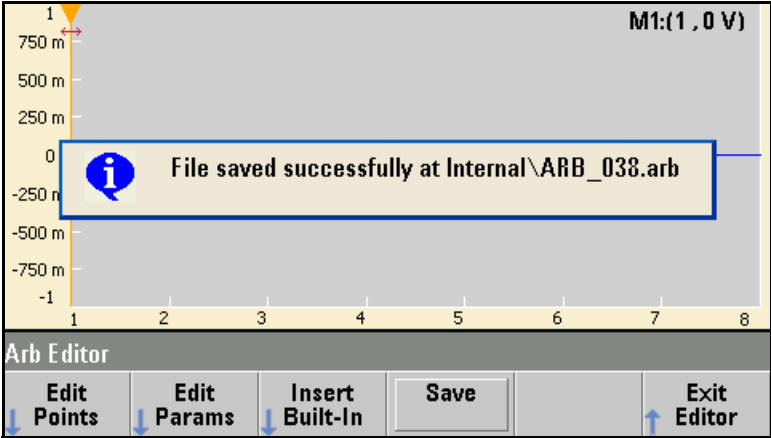 1
M1:(1 ,0 V)
750 m
500 m
250 m
0
File saved successfully at Internal\ARB_038.arb
-250 m
-500 m
-750 m
-1
1 2 3 4 5 6 7 8
Arb Editor
Edit Points
Edit Params
Insert Built-In
Save
Exit Editor